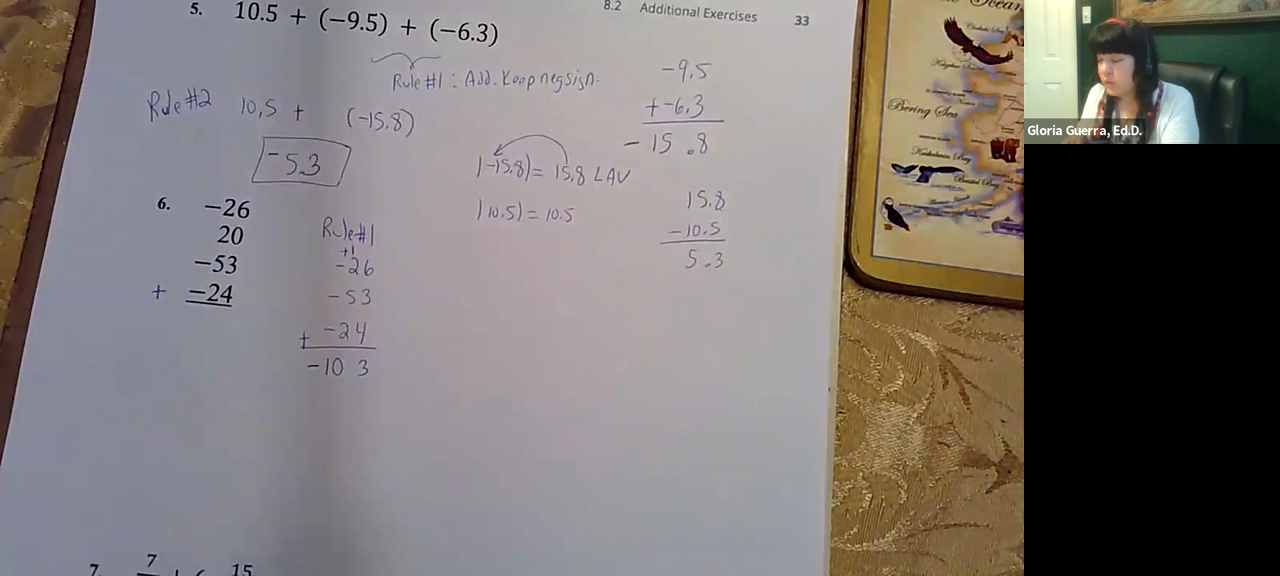 8.2 Additional Exercises 33
5. 10.5 + (−9.5) + (−6.3)
Rule #1 : Add. Keep neg sign.
-9.5
+ -6.3
- 15.8
Rule #2 10.5 + (-15.8)
-5.3
|-15.8| = 15.8 LAV
|10.5| = 10.5
15.8
- 10.5
5.3
6. −26
20
−53
+ −24
Rule #1
+1
-26
-53
+ -24
-103
7. 7
15
Bering Sea
Gloria Guerra, Ed.D.